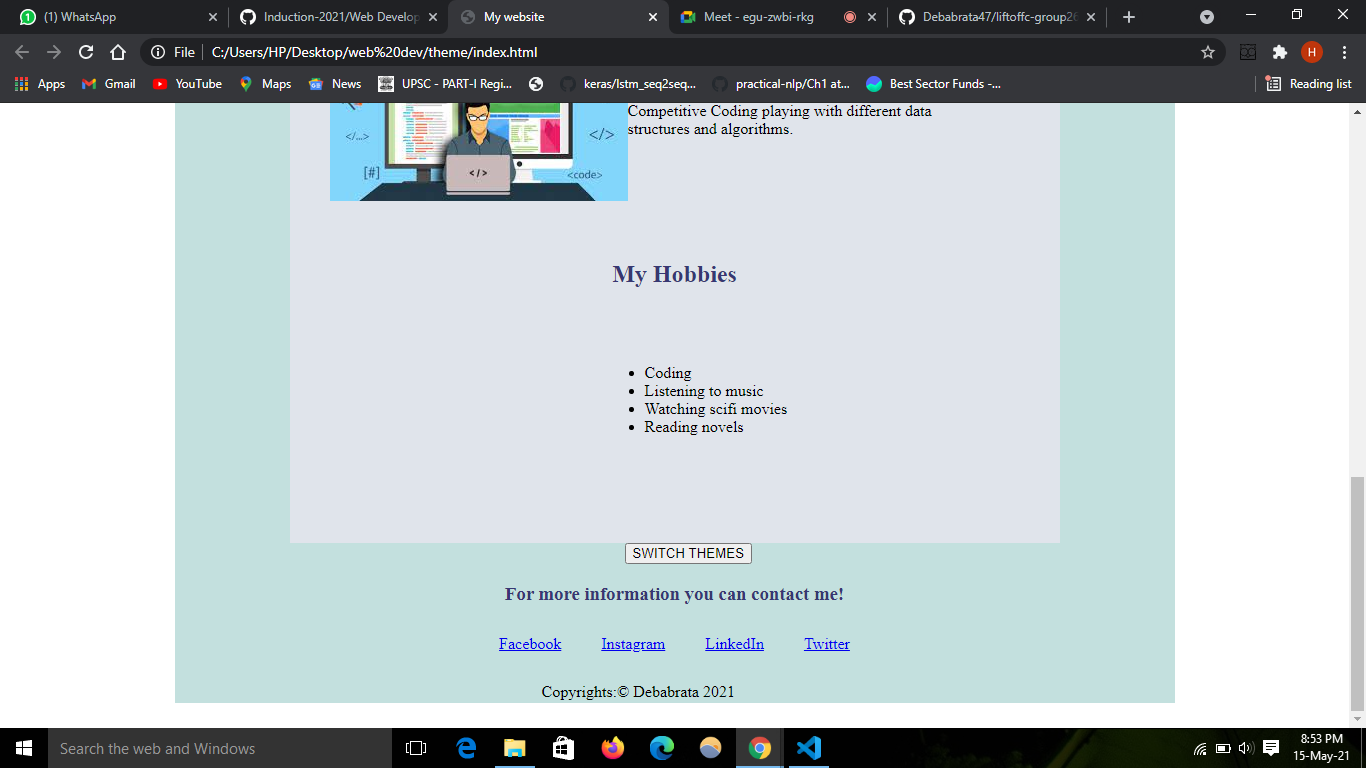 (1) WhatsApp
Induction-2021/Web Develop
My website
Meet - egu-zwbi-rkg
Debabrata47/liftoffc-group26
File
C:/Users/HP/Desktop/web%20dev/theme/index.html
H
Apps
Gmail
YouTube
Maps
News
UPSC - PART-I Regi...
keras/lstm_seq2seq...
practical-nlp/Ch1 at...
Best Sector Funds -...
Reading list
Competitive Coding playing with different data
structures and algorithms.
</...>
</>
[#]
</>
<code>
My Hobbies
• Coding
• Listening to music
• Watching scifi movies
• Reading novels
SWITCH THEMES
For more information you can contact me!
Facebook Instagram LinkedIn Twitter
Copyrights:© Debabrata 2021
Search the web and Windows
8:53 PM
15-May-21